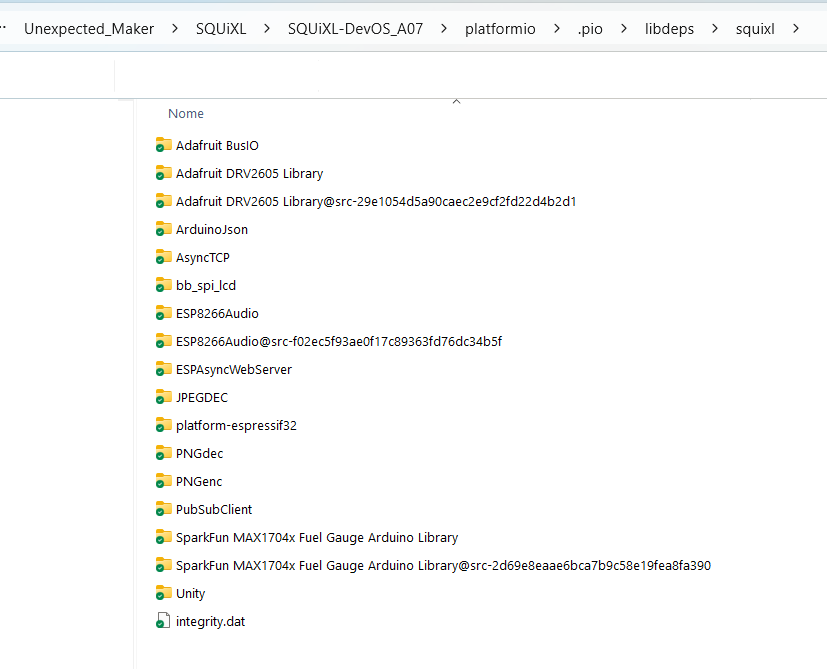 Unexpected_Maker > SQUiXL > SQUiXL-DevOS_A07 > platformio > .pio > libdeps > squixl >
Nome
Adafruit BusIO
Adafruit DRV2605 Library
Adafruit DRV2605 Library@src-29e1054d5a90caec2e9cf2fd22d4b2d1
ArduinoJson
AsyncTCP
bb_spi_lcd
ESP8266Audio
ESP8266Audio@src-f02ec5f93ae0f17c89363fd76dc34b5f
ESPAsyncWebServer
JPEGDEC
platform-espressif32
PNGdec
PNGenc
PubSubClient
SparkFun MAX1704x Fuel Gauge Arduino Library
SparkFun MAX1704x Fuel Gauge Arduino Library@src-2d69e8eaae6bca7b9c58e19fea8fa390
Unity
integrity.dat